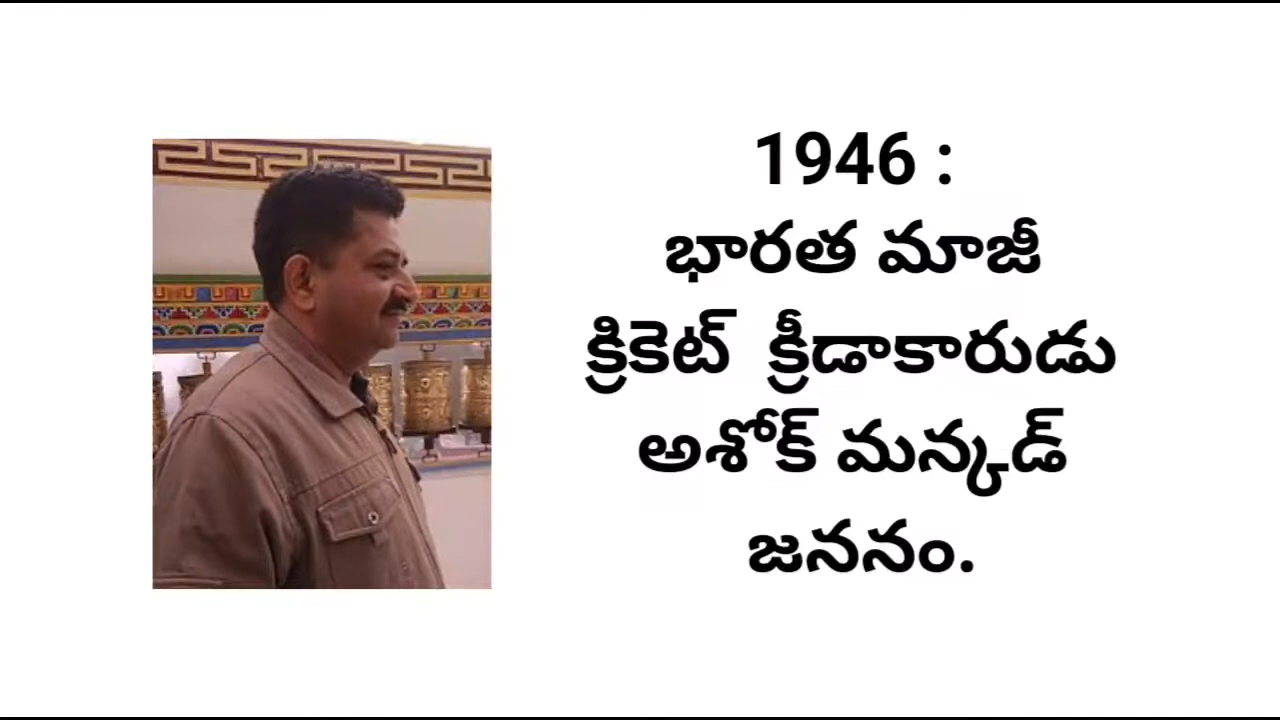 1946 :
భారత మాజీ
క్రికెట్ క్రీడాకారుడు
అశోక్ మన్కడ్
జననం.